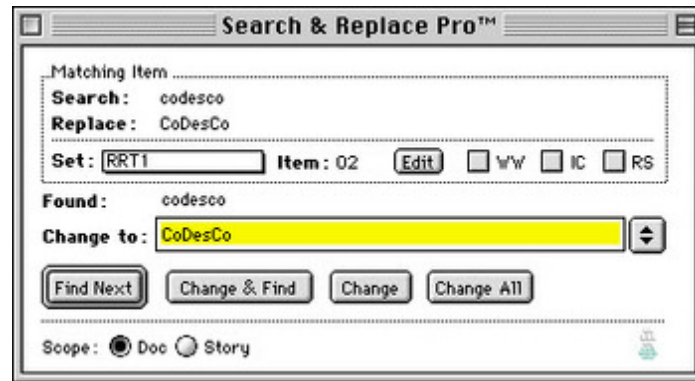 Search & Replace Pro™
Matching Item
Search: codesco
Replace: CoDesCo
Set: RRT1 Item: 02 Edit WW IC RS
Found: codesco
Change to: CoDesCo
Find Next Change & Find Change Change All
Scope: Doc Story